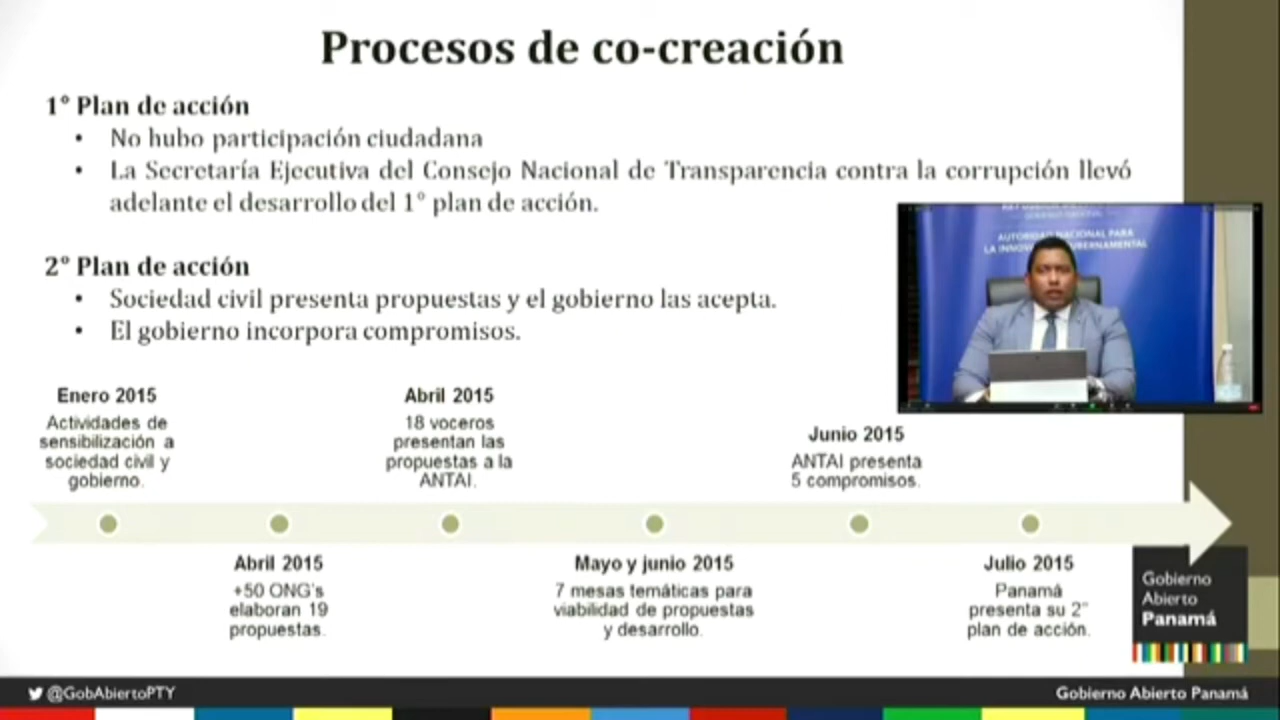 Procesos de co-creación
1° Plan de acción
• No hubo participación ciudadana
• La Secretaría Ejecutiva del Consejo Nacional de Transparencia contra la corrupción llevó
adelante el desarrollo del 1° plan de acción.
2° Plan de acción
• Sociedad civil presenta propuestas y el gobierno las acepta.
• El gobierno incorpora compromisos.
AUTORIDAD NACIONAL PARA
LA INNOVACIÓN GUBERNAMENTAL
Enero 2015
Actividades de
sensibilización a
sociedad civil y
gobierno.
Abril 2015
18 voceros
presentan las
propuestas a la
ANTAI.
Junio 2015
ANTAI presenta
5 compromisos.
Abril 2015
+50 ONG's
elaboran 19
propuestas.
Mayo y junio 2015
7 mesas temáticas para
viabilidad de propuestas
y desarrollo.
Julio 2015
Panamá
presenta su 2°
plan de acción.
Gobierno
Abierto
Panamá
@GobAbiertoPTY
Gobierno Abierto Panamá